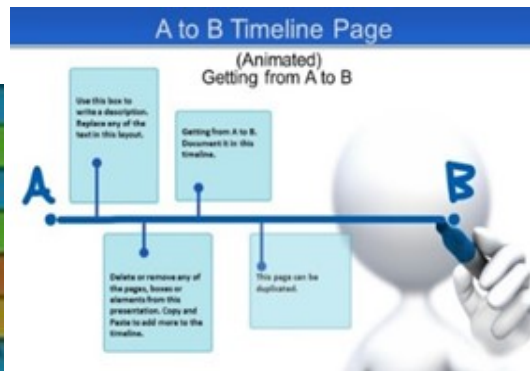 A to B Timeline Page
(Animated)
Getting from A to B
Use this box to
write a description.
Replace any of the
text in this layout.
Getting from A to B.
Document it in this
timeline.
A
B
Delete or remove any of
the pages, boxes or
elements from this
presentation. Copy and
Paste to add more to the
timeline.
This page can be
duplicated.